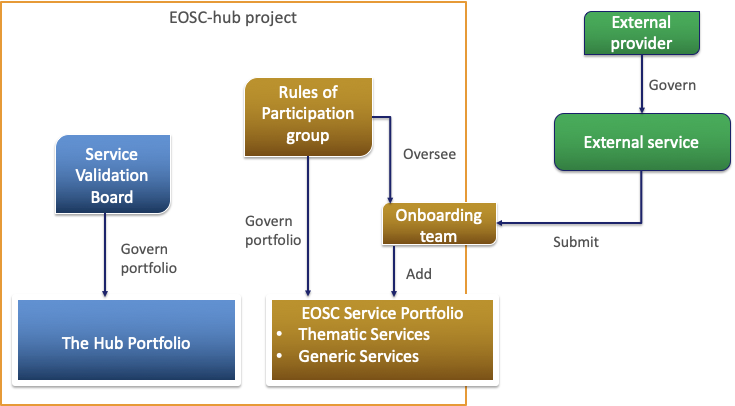 EOSC-hub project
External
provider
Govern
Rules of
Participation
group
External service
Service
Validation
Board
Oversee
Govern
portfolio
Onboarding
team
Submit
Govern
portfolio
Add
The Hub Portfolio
EOSC Service Portfolio
• Thematic Services
• Generic Services